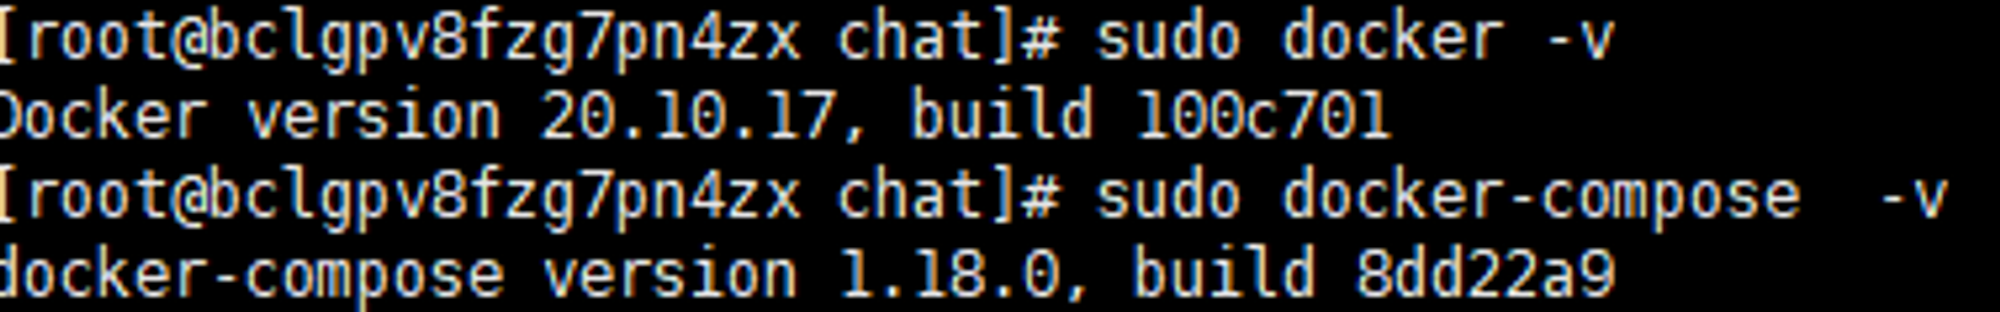 [root@bclgpv8fzg7pn4zx chat]# sudo docker -v
Docker version 20.10.17, build 100c701
[root@bclgpv8fzg7pn4zx chat]# sudo docker-compose  -v
docker-compose version 1.18.0, build 8dd22a9